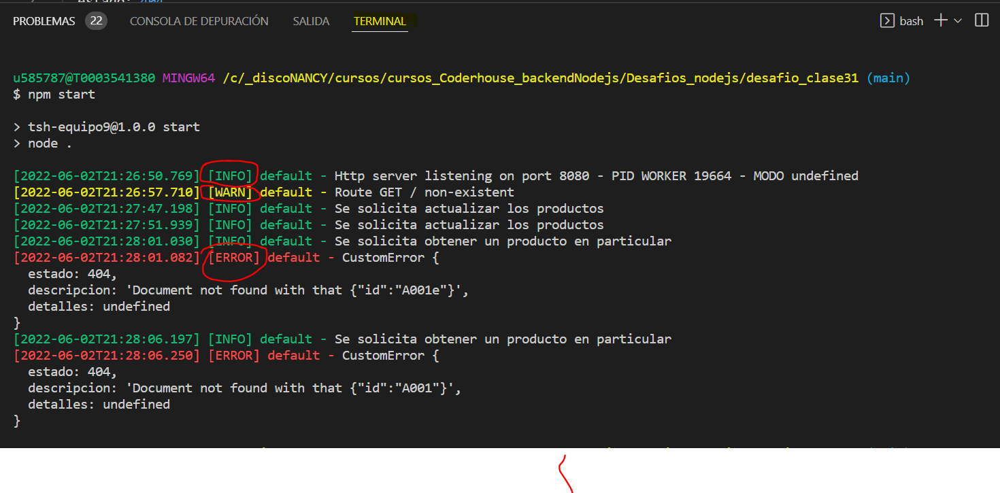 estado: 404
PROBLEMAS 22 CONSOLA DE DEPURACIÓN SALIDA TERMINAL bash
u585787@T0003541380 MINGW64 /c/_discoNANCY/cursos/cursos_Coderhouse_backendNodejs/Desafios_nodejs/desafio_clase31 (main)
$ npm start
> tsh-equipo9@1.0.0 start
> node .
[2022-06-02T21:26:50.769] [INFO] default - Http server listening on port 8080 - PID WORKER 19664 - MODO undefined
[2022-06-02T21:26:57.710] [WARN] default - Route GET / non-existent
[2022-06-02T21:27:47.198] [INFO] default - Se solicita actualizar los productos
[2022-06-02T21:27:51.939] [INFO] default - Se solicita actualizar los productos
[2022-06-02T21:28:01.030] [INFO] default - Se solicita obtener un producto en particular
[2022-06-02T21:28:01.082] [ERROR] default - CustomError {
estado: 404,
descripcion: 'Document not found with that {"id":"A001e"}',
detalles: undefined
}
[2022-06-02T21:28:06.197] [INFO] default - Se solicita obtener un producto en particular
[2022-06-02T21:28:06.250] [ERROR] default - CustomError {
estado: 404,
descripcion: 'Document not found with that {"id":"A001"}',
detalles: undefined
}